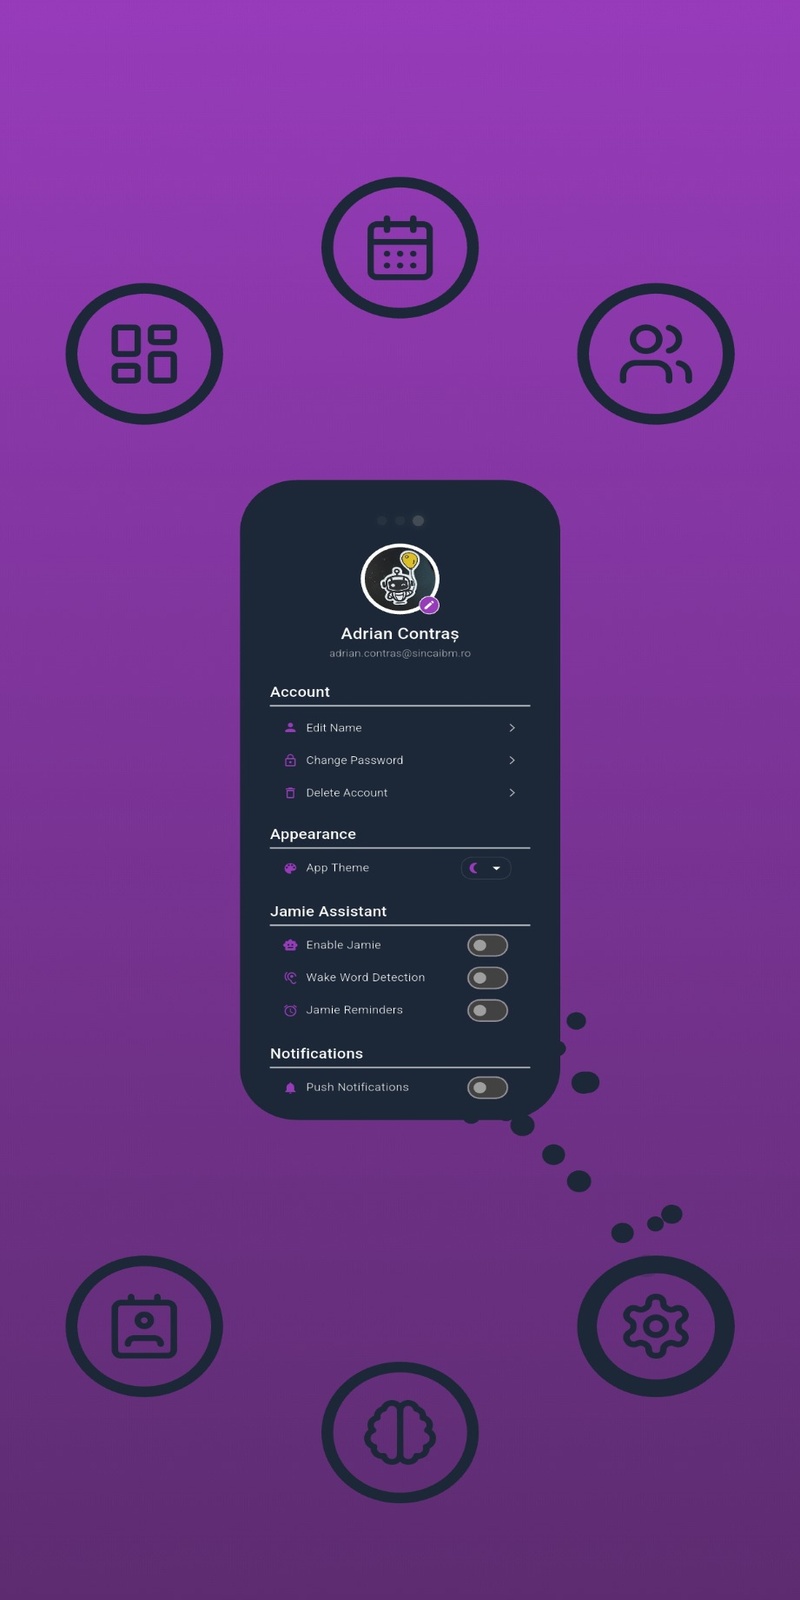 Adrian Contraș
adrian.contras@sincaibm.ro
Account
Edit Name
Change Password
Delete Account
Appearance
App Theme
Jamie Assistant
Enable Jamie
Wake Word Detection
Jamie Reminders
Notifications
Push Notifications